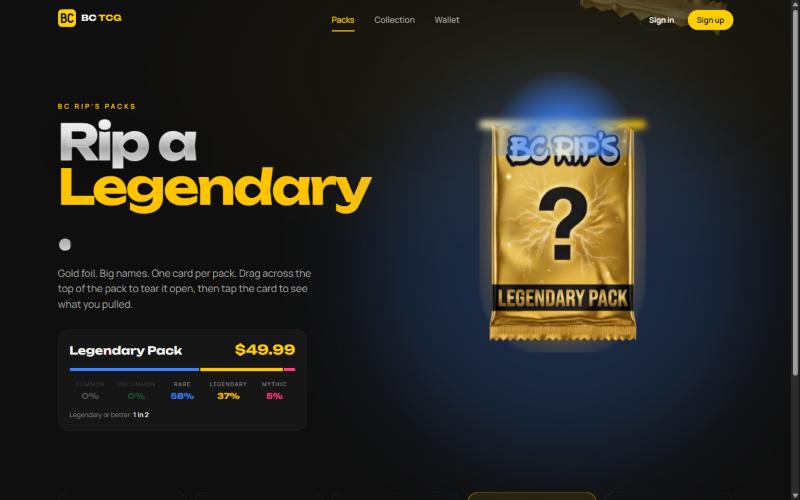 BC
BC TCG
Packs
Collection
Wallet
Sign in
Sign up
BC RIP'S PACKS
Rip a
Legendary
.
Gold foil. Big names. One card per pack. Drag across the
top of the pack to tear it open, then tap the card to see
what you pulled.
Legendary Pack
$49.99
COMMON
UNCOMMON
RARE
LEGENDARY
MYTHIC
0%
0%
58%
37%
5%
Legendary or better: 1 in 2
BC RIP'S
?
LEGENDARY PACK